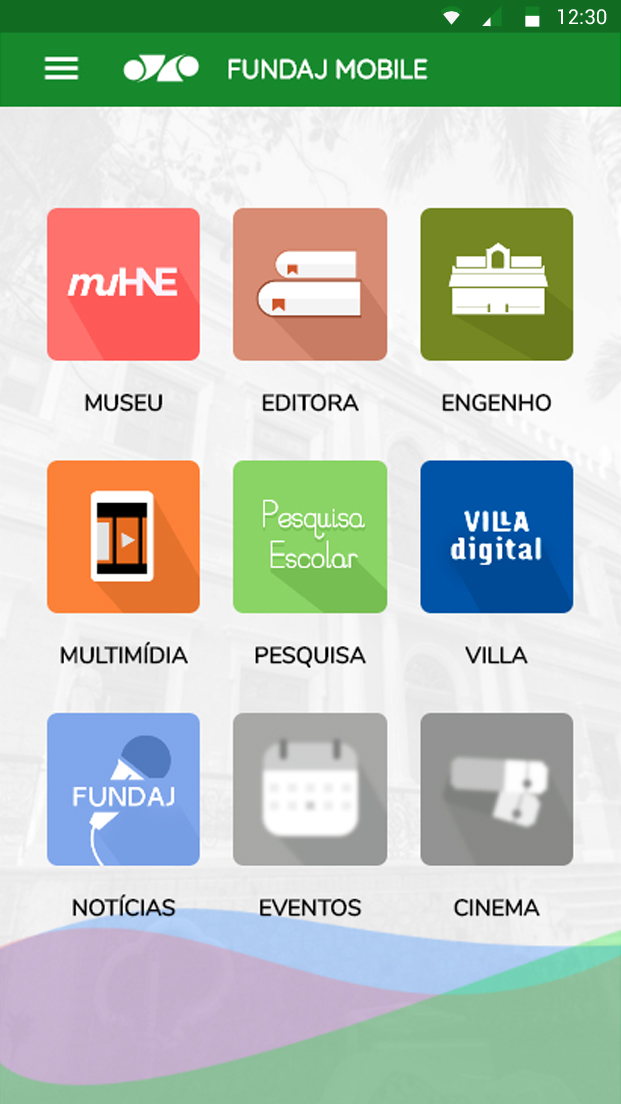 12:30
FUNDAJ MOBILE
muHNE
MUSEU
EDITORA
ENGENHO
MULTIMÍDIA
Pesquisa
Escolar
PESQUISA
VILLA
digital
VILLA
FUNDAJ
NOTÍCIAS
EVENTOS
CINEMA